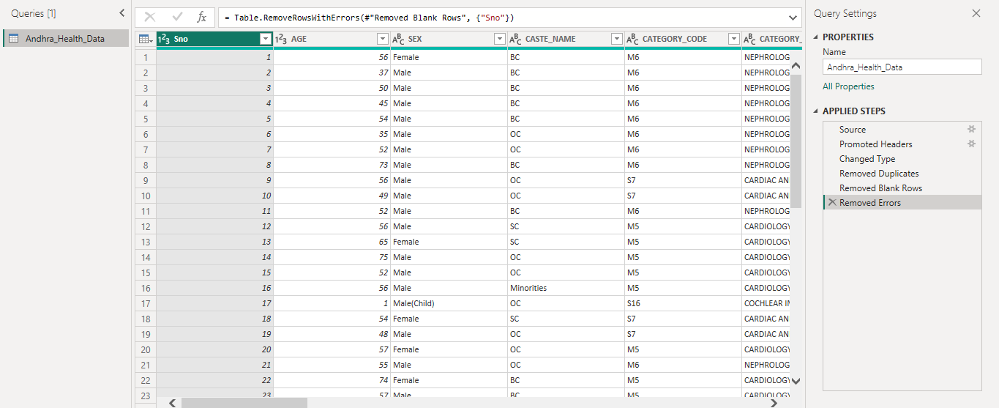 Queries [1]
Andhra_Health_Data
fx = Table.RemoveRowsWithErrors(#"Removed Blank Rows", {"Sno"})
123 Sno 123 AGE ABC SEX ABC CASTE_NAME ABC CATEGORY_CODE ABC CATEGORY_
1 1 56 Female BC M6 NEPHROLOG
2 2 37 Male BC M6 NEPHROLOG
3 3 50 Male BC M6 NEPHROLOG
4 4 45 Male BC M6 NEPHROLOG
5 5 54 Male BC M6 NEPHROLOG
6 6 35 Male OC M6 NEPHROLOG
7 7 52 Male OC M6 NEPHROLOG
8 8 73 Male BC M6 NEPHROLOG
9 9 56 Male OC S7 CARDIAC AN
10 10 49 Male OC S7 CARDIAC AN
11 11 52 Male BC M6 NEPHROLOG
12 12 56 Male SC M5 CARDIOLOGY
13 13 65 Female SC M5 CARDIOLOGY
14 14 75 Male OC M5 CARDIOLOGY
15 15 52 Male OC M5 CARDIOLOGY
16 16 56 Male Minorities M5 CARDIOLOGY
17 17 1 Male(Child) OC S16 COCHLEAR IM
18 18 54 Female SC S7 CARDIAC AN
19 19 48 Male OC S7 CARDIAC AN
20 20 57 Female OC M5 CARDIOLOGY
21 21 55 Male OC M6 NEPHROLOG
22 22 74 Female BC M5 CARDIOLOGY
23 23 57 Male BC M5 CARDIOLOGY
Query Settings
PROPERTIES
Name
Andhra_Health_Data
All Properties
APPLIED STEPS
Source
Promoted Headers
Changed Type
Removed Duplicates
Removed Blank Rows
Removed Errors